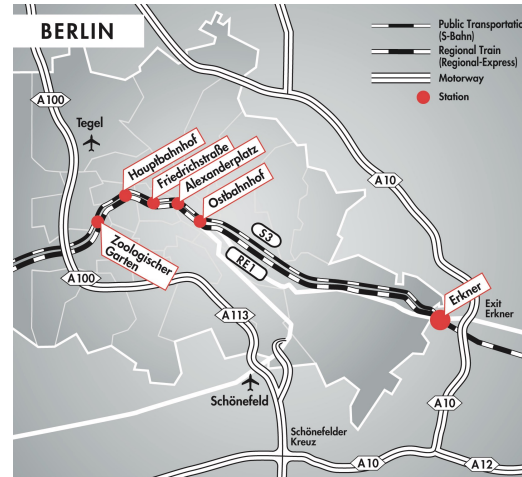 BERLIN
Public Transportatio
(S-Bahn)
Regional Train
(Regional-Express)
Motorway
Station
A100
Tegel
Hauptbahnhof
Friedrichstraße
Alexanderplatz
Ostbahnhof
A10
S3
RE1
Zoologischer
Garten
A100
Erkner
Exit
Erkner
A113
Schönefeld
Schönefelder
Kreuz
A10
A10
A12